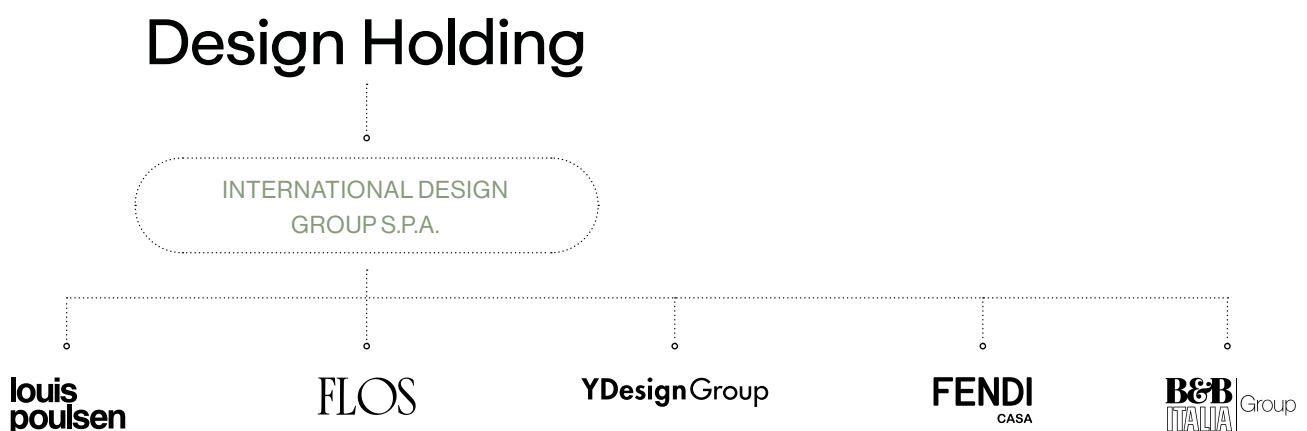 Design Holding
INTERNATIONAL DESIGN
GROUP S.P.A.
louis
poulsen
FLOS
YDesignGroup
FENDI
CASA
B&B
ITALIA
Group